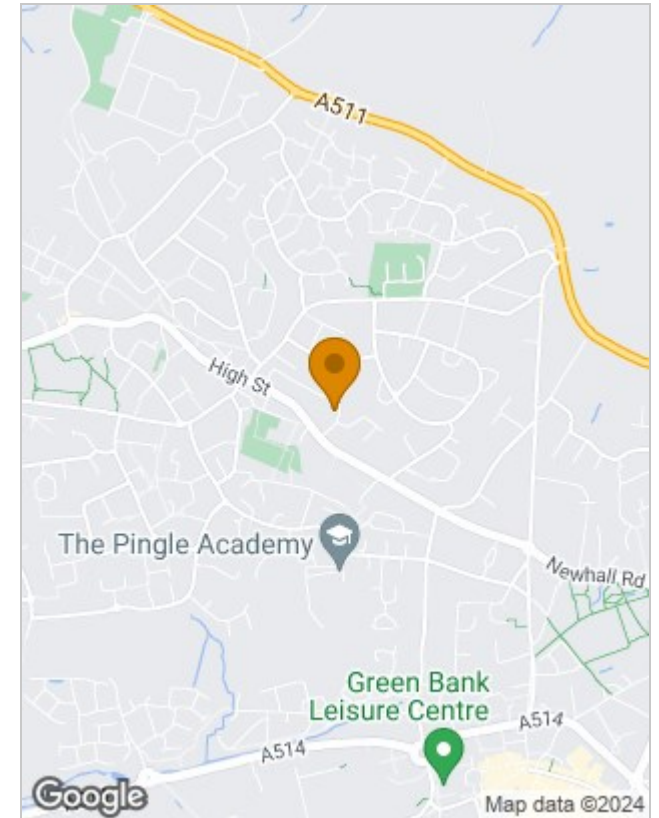 A511
High St
The Pingle Academy
Newhall Rd
Green Bank
Leisure Centre
A514
A514
Google
Map data ©2024